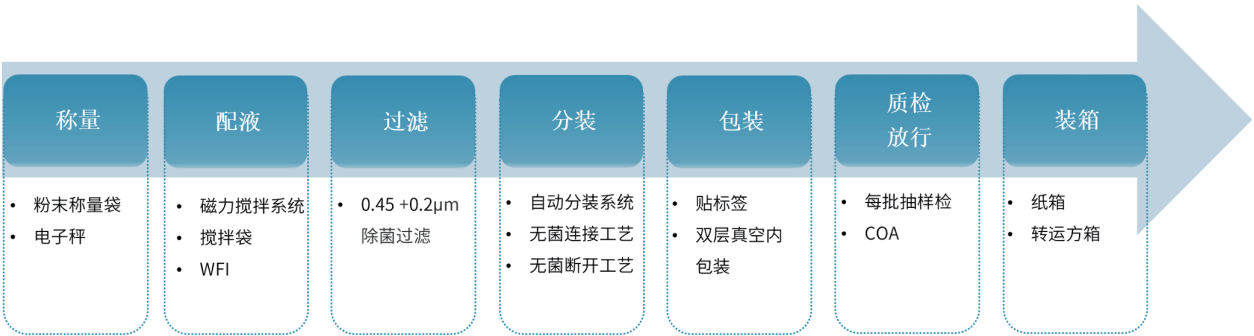 称量
• 粉末称量袋
• 电子秤
配液
• 磁力搅拌系统
• 搅拌袋
• WFI
过滤
• 0.45 +0.2μm
除菌过滤
分装
• 自动分装系统
• 无菌连接工艺
• 无菌断开工艺
包装
• 贴标签
• 双层真空内
包装
质检
放行
• 每批抽样检
• COA
装箱
• 纸箱
• 转运方箱